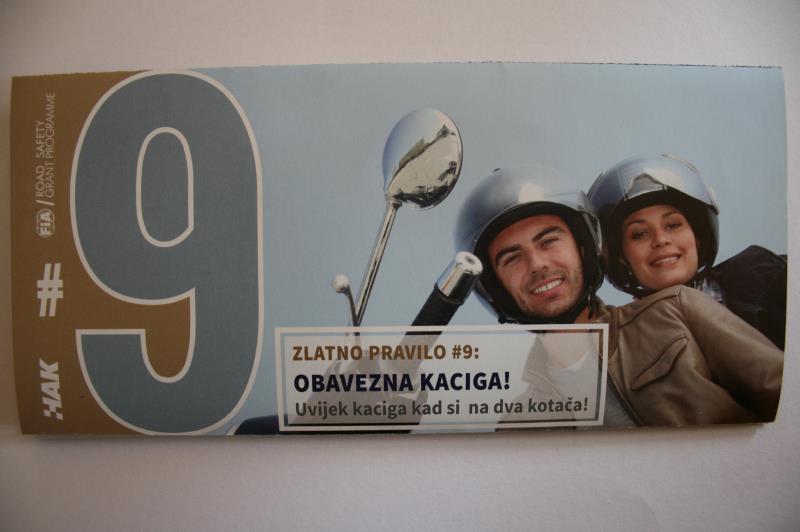 #9
HAK
FIA / ROAD SAFETY
GRANT PROGRAMME
ZLATNO PRAVILO #9:
OBAVEZNA KACIGA!
Uvijek kaciga kad si na dva kotača!